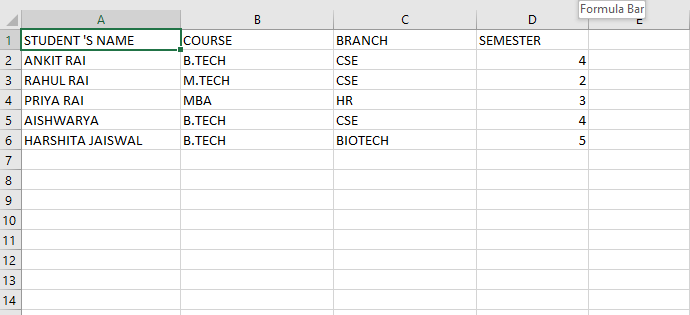 Formula Bar
A B C D E
1 STUDENT 'S NAME COURSE BRANCH SEMESTER
2 ANKIT RAI B.TECH CSE 4
3 RAHUL RAI M.TECH CSE 2
4 PRIYA RAI MBA HR 3
5 AISHWARYA B.TECH CSE 4
6 HARSHITA JAISWAL B.TECH BIOTECH 5
7
8
9
10
11
12
13
14